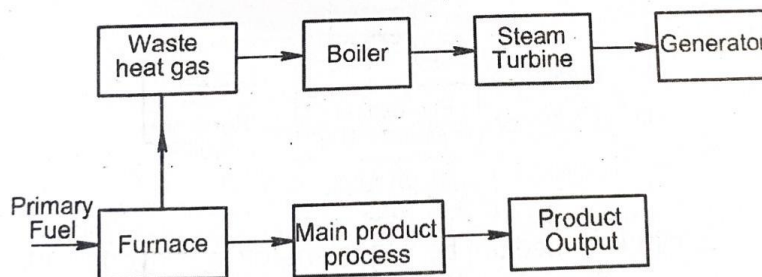 Waste
heat gas
Boiler
Steam
Turbine
Generator
Primary
Fuel
Furnace
Main product
process
Product
Output